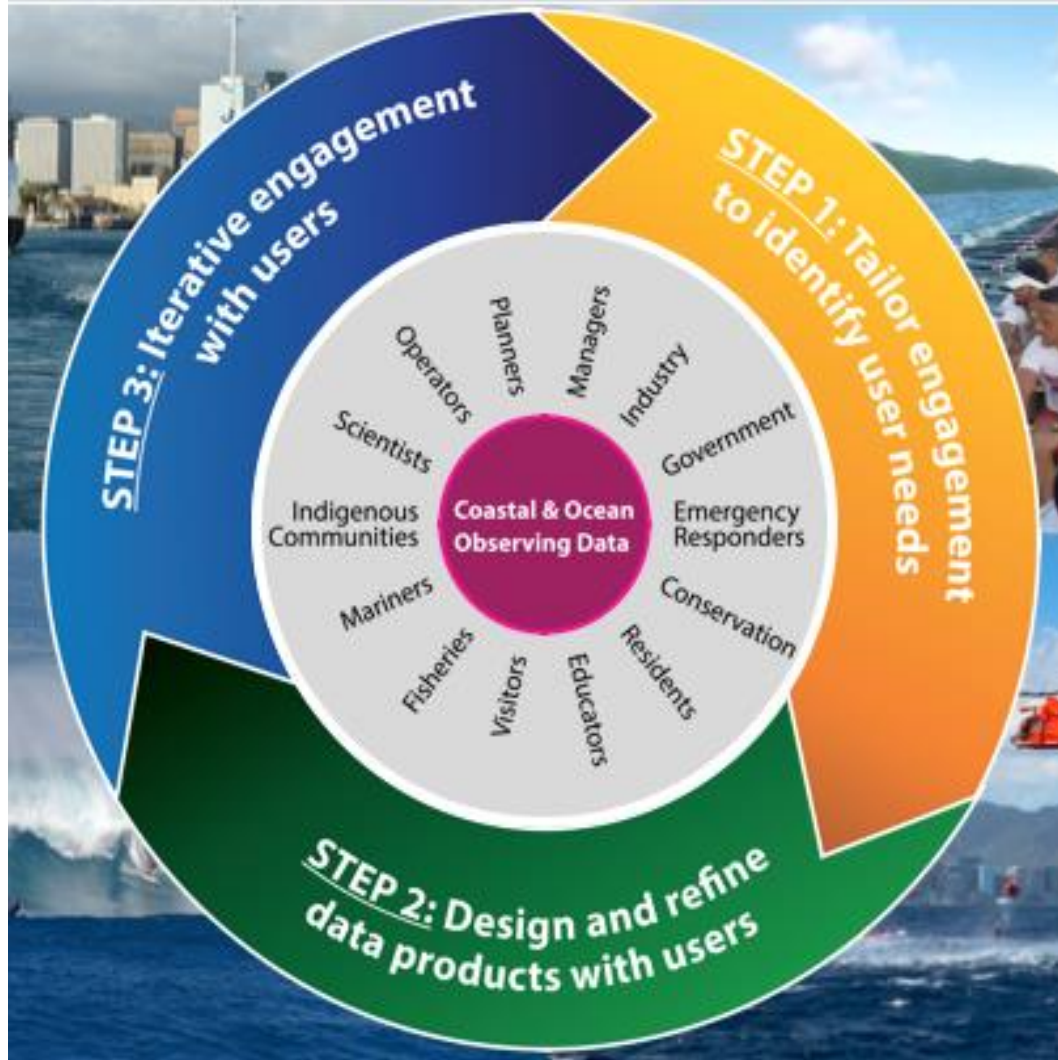 STEP 1: Tailor engagement
to identify user needs
STEP 2: Design and refine
data products with users
STEP 3: Iterative engagement
with users
Coastal & Ocean
Observing Data
Managers
Industry
Government
Emergency
Responders
Conservation
Residents
Educators
Visitors
Fisheries
Mariners
Indigenous
Communities
Scientists
Operators
Planners